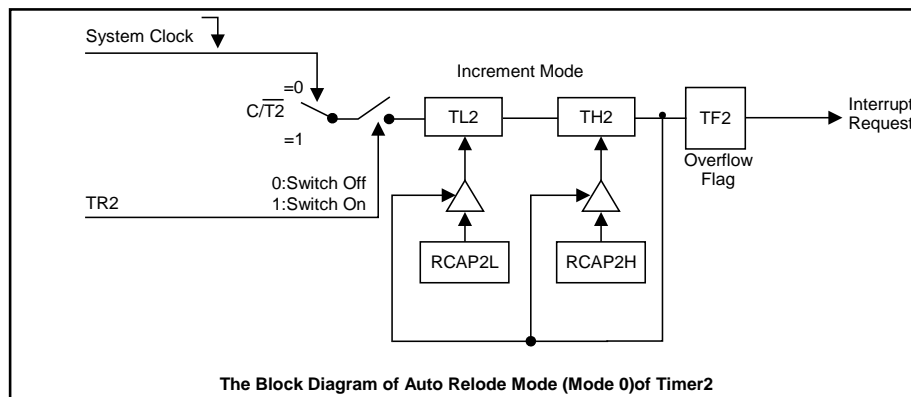 System Clock
Increment Mode
=0
C/T2
=1
TL2
TH2
TF2
Interrupt
Request
Overflow
Flag
0:Switch Off
1:Switch On
TR2
RCAP2L
RCAP2H
The Block Diagram of Auto Relode Mode (Mode 0)of Timer2